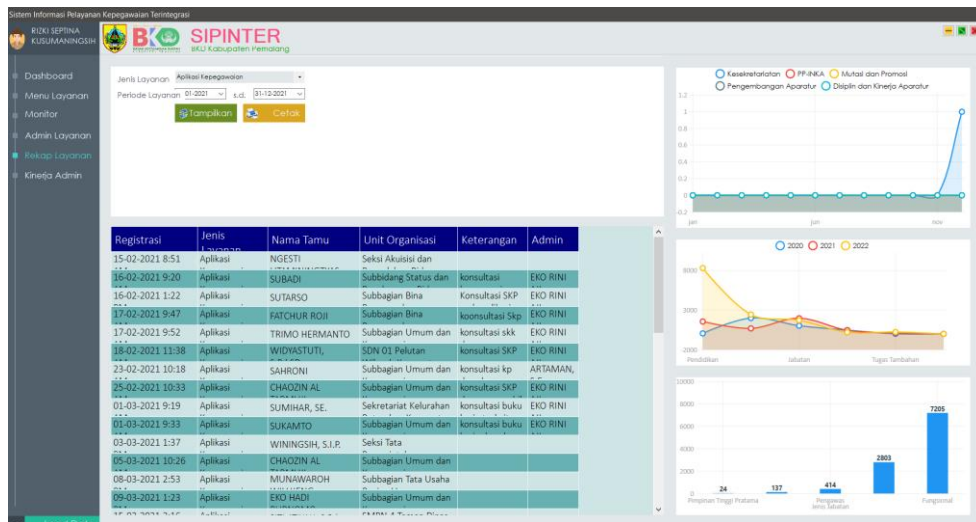 Sistem Informasi Pelayanan Kepegawaian Terintegrasi
RIZKI SEPTINA
KUSUMANINGSIH
BKO SIPINTER
BKU Kabupaten Pemalang
Dashboard
Menu Layanan
Monitor
Admin Layanan
Rekap Layanan
Kinerja Admin
Jenis Layanan Aplikasi Kepegawaian
Periode Layanan 01-2021 s.d. 31-12-2021
Tampilkan Cetak
Registrasi Jenis Layanan Nama Tamu Unit Organisasi Keterangan Admin
15-02-2021 8:51 Aplikasi NGESTI Seksi Akuisisi dan
16-02-2021 9:20 Aplikasi SUBADI Subbidang Status dan konsultasi EKO RINI
16-02-2021 1:22 Aplikasi SUTARSO Subbagian Bina Konsultasi SKP EKO RINI
17-02-2021 9:47 Aplikasi FATCHUR ROJI Subbagian Bina koonsultasi Skp EKO RINI
17-02-2021 9:52 Aplikasi TRIMO HERMANTO Subbagian Umum dan konsultasi skk EKO RINI
18-02-2021 11:38 Aplikasi WIDYASTUTI, SDN 01 Pelutan konsultasi SKP EKO RINI
23-02-2021 10:18 Aplikasi SAHRONI Subbagian Umum dan konsultasi kp ARTAMAN,
25-02-2021 10:33 Aplikasi CHAOZIN AL Subbagian Umum dan konsultasi SKP EKO RINI
01-03-2021 9:19 Aplikasi SUMIHAR, SE. Sekretariat Kelurahan konsultasi buku EKO RINI
01-03-2021 9:33 Aplikasi SUKAMTO Subbagian Umum dan konsultasi buku EKO RINI
03-03-2021 1:37 Aplikasi WININGSIH, S.I.P. Seksi Tata
05-03-2021 10:26 Aplikasi CHAOZIN AL Subbagian Umum dan
08-03-2021 2:53 Aplikasi MUNAWAROH Subbagian Tata Usaha
09-03-2021 1:23 Aplikasi EKO HADI Subbagian Umum dan
Kesekretariatan PP-INKA Mutasi dan Promosi
Pengembangan Aparatur Disiplin dan Kinerja Aparatur
1.2
1
0.8
0.6
0.4
0.2
0
-0.2
jan jun nov
2020 2021 2022
8000
3000
-2000
Pendidikan Jabatan Tugas Tambahan
10000
8000
6000
4000
2000
0
24 137 414 2803 7205
Pimpinan Tinggi Pratama Pengawas Fungsional
Jenis Jabatan